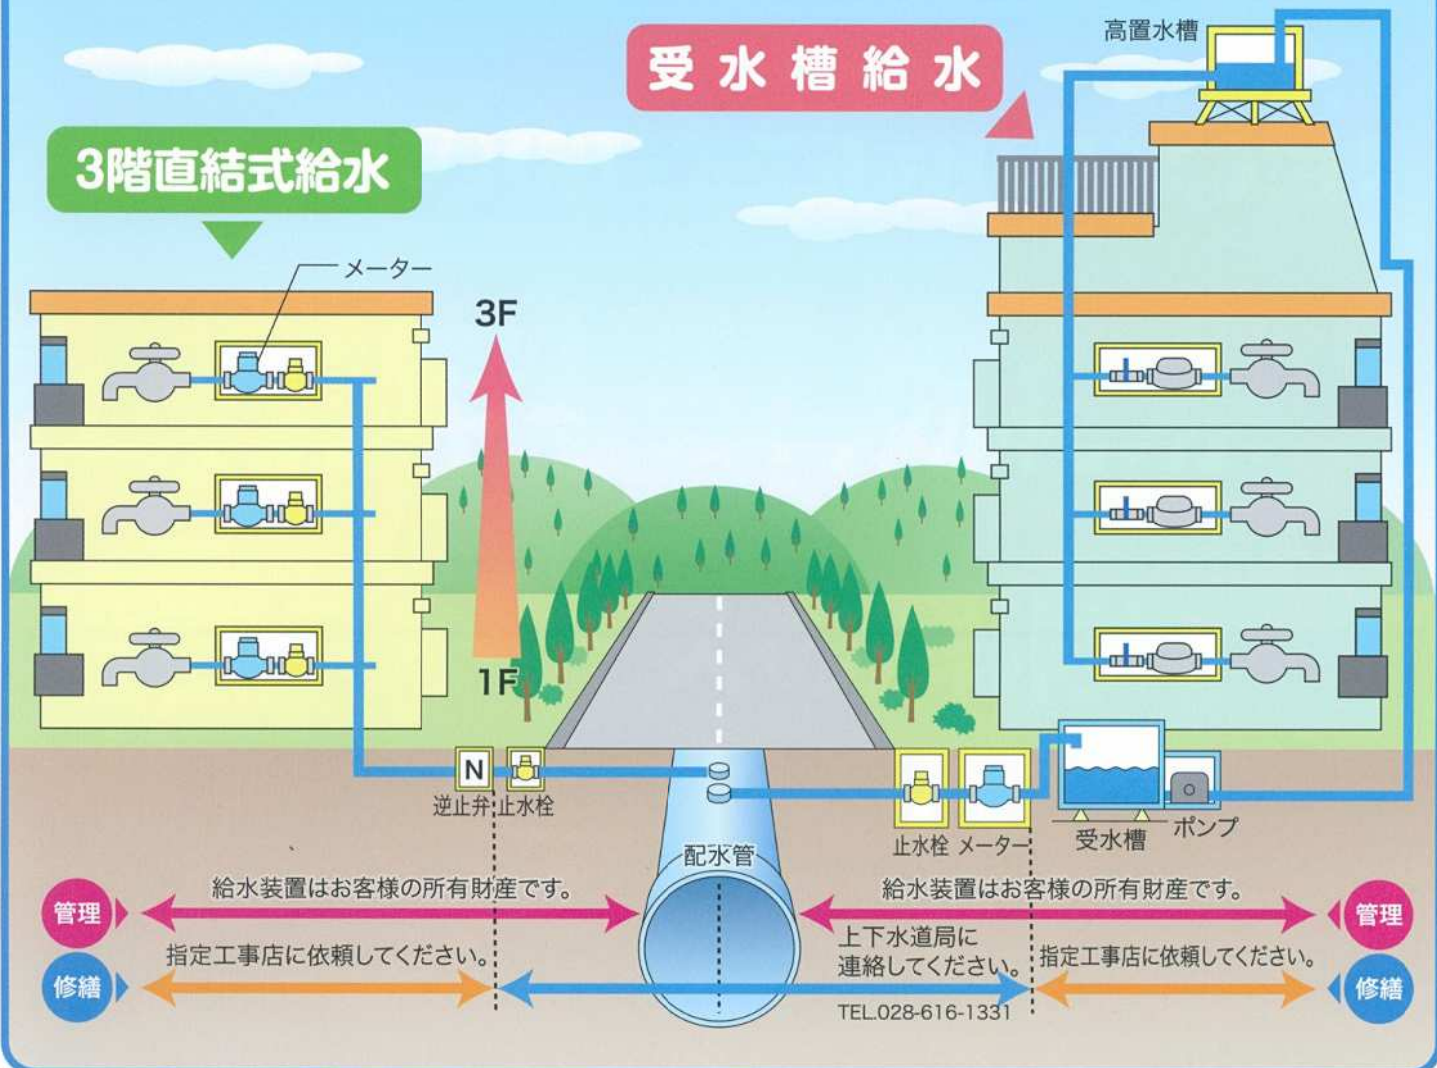 高置水槽
受水槽給水
3階直結式給水
メーター
3F
1F
N
逆止弁 止水栓
止水栓 メーター
受水槽
ポンプ
配水管
管理
給水装置はお客様の所有財産です。
給水装置はお客様の所有財産です。
管理
修繕
指定工事店に依頼してください。
上下水道局に
連絡してください。
TEL.028-616-1331
指定工事店に依頼してください。
修繕